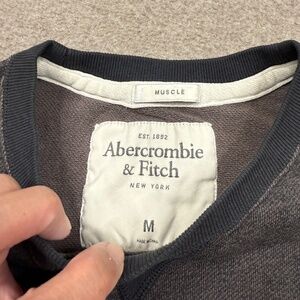 MUSCLE
EST. 1892
Abercrombie
& Fitch
NEW YORK
M